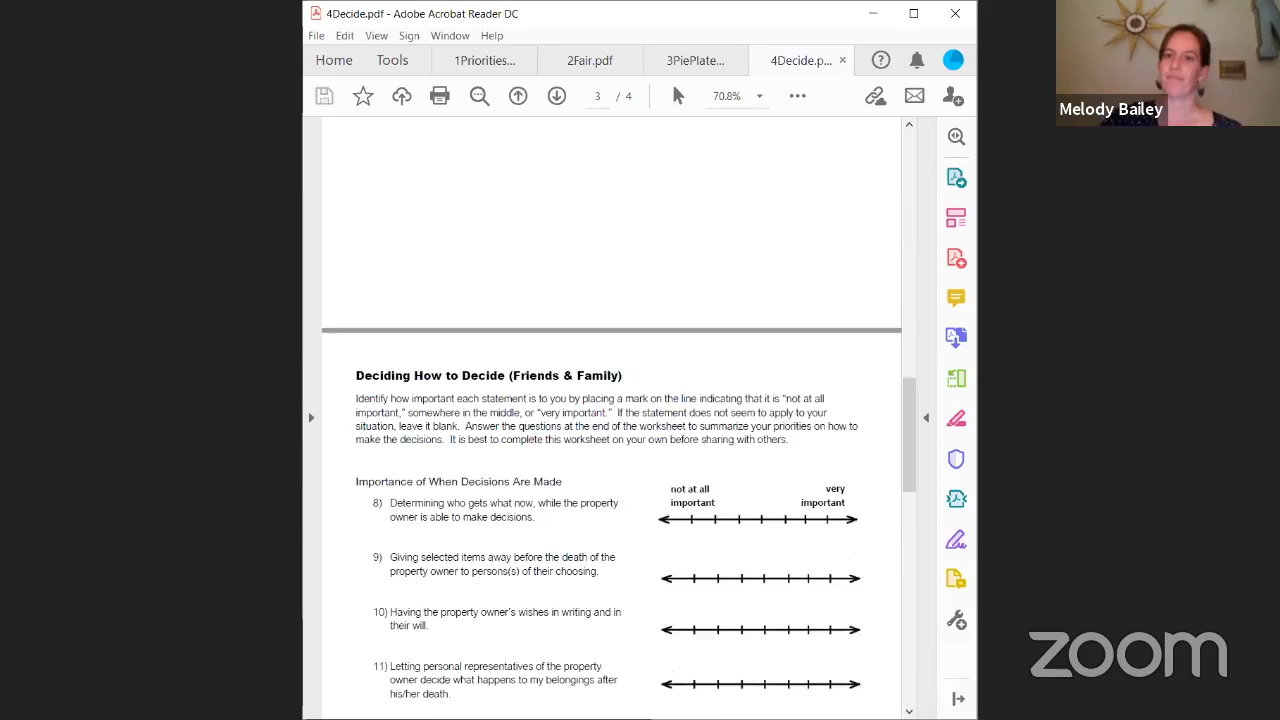 4Decide.pdf - Adobe Acrobat Reader DC
File Edit View Sign Window Help
Home Tools 1Priorities... 2Fair.pdf 3PiePlate... 4Decide.p... ×
3 / 4 70.8%
Melody Bailey
Deciding How to Decide (Friends & Family)
Identify how important each statement is to you by placing a mark on the line indicating that it is “not at all
important,” somewhere in the middle, or “very important.” If the statement does not seem to apply to your
situation, leave it blank. Answer the questions at the end of the worksheet to summarize your priorities on how to
make the decisions. It is best to complete this worksheet on your own before sharing with others.
Importance of When Decisions Are Made
not at all important
very important
8) Determining who gets what now, while the property
owner is able to make decisions.
9) Giving selected items away before the death of the
property owner to persons(s) of their choosing.
10) Having the property owner's wishes in writing and in
their will.
11) Letting personal representatives of the property
owner decide what happens to my belongings after
his/her death.
zoom